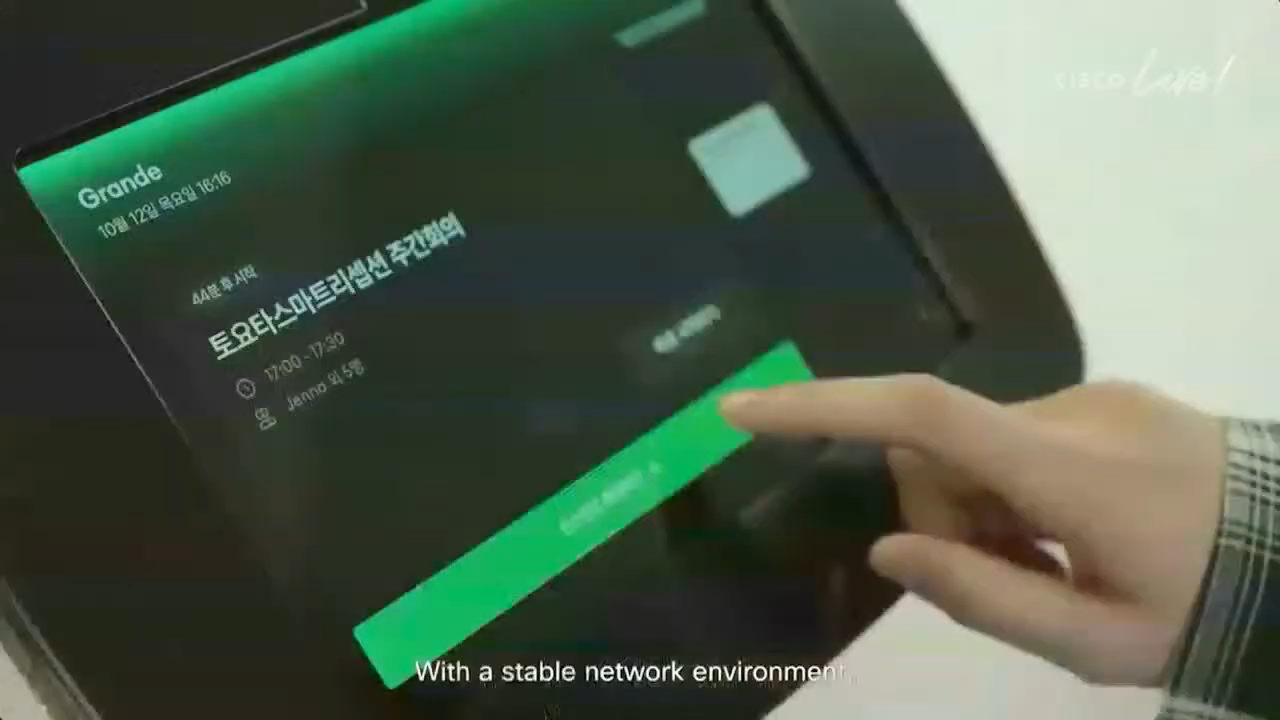 CISCO Live!
Grande
10월 12일 목요일 16:16
44분 후 시작
토요타스마트리셉션 주간회의
17:00 - 17:30
Jenna 외 5명
With a stable network environment,